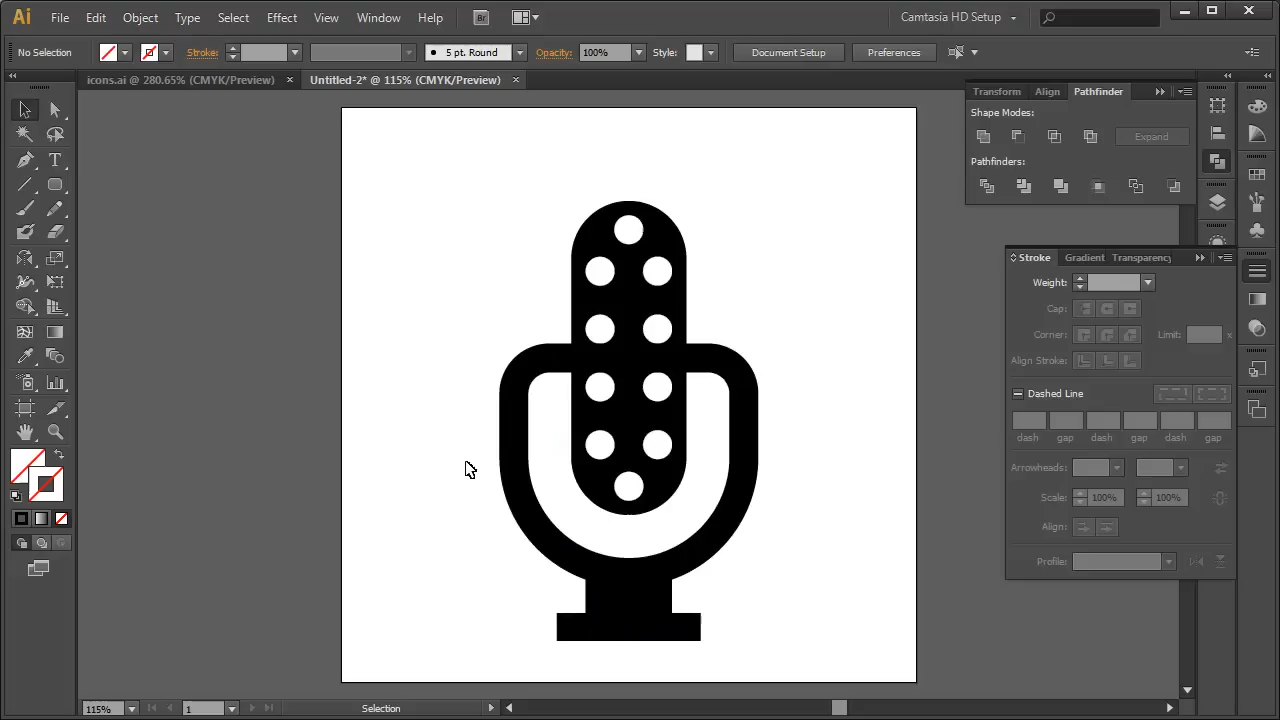 Ai File Edit Object Type Select Effect View Window Help Br Camtasia HD Setup
No Selection Stroke: 5 pt. Round Opacity: 100% Style: Document Setup Preferences
icons.ai @ 280.65% (CMYK/Preview) × Untitled-2* @ 115% (CMYK/Preview) ×
Transform Align Pathfinder
Shape Modes:
Expand
Pathfinders:
Stroke Gradient Transparency
Weight:
Cap:
Corner: Limit: x
Align Stroke:
Dashed Line
dash gap dash gap dash gap
Arrowheads:
Scale: 100% 100%
Align:
Profile:
115% 1 Selection